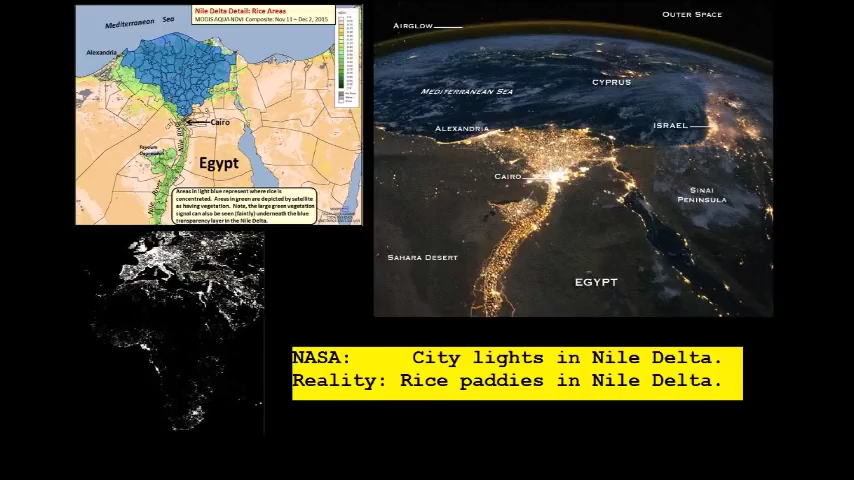 Nile Delta Detail: Rice Areas
MODIS AQUA NDVI Composite: Nov 13 – Dec 2, 2015
Mediterranean Sea
Alexandria
Cairo
Nile River
Fayoum
Depression
Egypt
Areas in light blue represent where rice is
concentrated. Areas in green are depicted by satellite
as having vegetation. Note, the large green vegetation
signal can also be seen (faintly) underneath the blue
transparency layer in the Nile Delta.
AIRGLOW
OUTER SPACE
CYPRUS
MEDITERRANEAN SEA
ALEXANDRIA
ISRAEL
CAIRO
SINAI
PENINSULA
SAHARA DESERT
EGYPT
NASA: City lights in Nile Delta.
Reality: Rice paddies in Nile Delta.